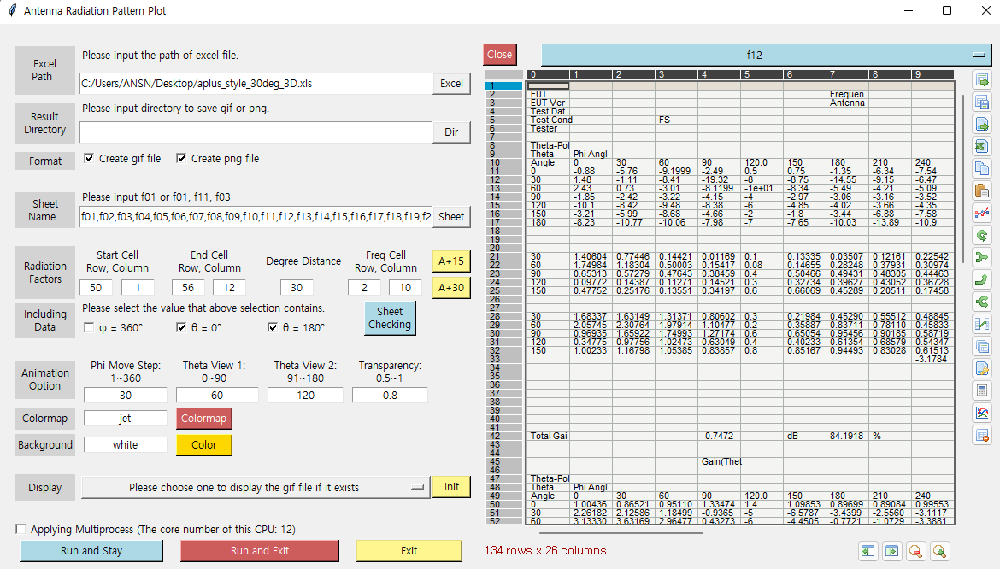 Antenna Radiation Pattern Plot
Excel
Path
Please input the path of excel file.
C:/Users/ANSN/Desktop/aplus_style_30deg_3D.xls
Excel
Result
Directory
Please input directory to save gif or png.
Dir
Format
Create gif file
Create png file
Sheet
Name
Please input f01 or f01, f11, f03
f01,f02,f03,f04,f05,f06,f07,f08,f09,f10,f11,f12,f13,f14,f15,f16,f17,f18,f19,f2
Sheet
Radiation
Factors
Start Cell
Row, Column
End Cell
Row, Column
Degree Distance
Freq Cell
Row, Column
A+15
50 1 56 12 30 2 10
A+30
Including
Data
Please select the value that above selection contains.
φ = 360° θ = 0° θ = 180°
Sheet
Checking
Animation
Option
Phi Move Step:
1~360
Theta View 1:
0~90
Theta View 2:
91~180
Transparency:
0.5~1
30 60 120 0.8
Colormap jet Colormap
Background white Color
Display Please choose one to display the gif file if it exists Init
Applying Multiprocess (The core number of this CPU: 12)
Run and Stay Run and Exit Exit
Close f12
0 1 2 3 4 5 6 7 8 9
1
2 EUT Frequen
3 EUT Ver Antenna
4 Test Dat
5 Test Cond FS
6 Tester
7
8 Theta-Pol
9 Theta Phi Angl
10 Angle 0 30 60 90 120.0 150 180 210 240
11 0 -0.88 -5.76 -9.1999 -2.49 0.5 0.75 -1.35 -6.34 -7.54
12 30 1.48 -1.11 -8.41 -19.32 -8 -8.75 -14.55 -9.15 -6.47
13 60 2.43 0.73 -3.01 -8.1199 -1e+01 -8.34 -5.49 -4.21 -5.09
14 90 -1.85 -2.42 -3.22 -4.15 -4 -2.97 -3.06 -3.16 -3.52
15 120 -10.1 -8.42 -9.48 -8.38 -6 -4.85 -4.02 -3.66 -4.35
16 150 -3.21 -5.99 -8.68 -4.66 -2 -1.8 -3.44 -6.88 -7.58
17 180 -8.23 -10.77 -10.06 -7.98 -7 -7.65 -10.03 -13.89 -10.9
18
19
20
21 30 1.40604 0.77446 0.14421 0.01169 0.1 0.13335 0.03507 0.12161 0.22542
22 60 1.74984 1.18304 0.50003 0.15417 0.08 0.14655 0.28248 0.37931 0.30974
23 90 0.65313 0.57279 0.47643 0.38459 0.4 0.50466 0.49431 0.48305 0.44463
24 120 0.09772 0.14387 0.11271 0.14521 0.3 0.32734 0.39627 0.43052 0.36728
25 150 0.47752 0.25176 0.13551 0.34197 0.6 0.66069 0.45289 0.20511 0.17458
26
27
28 30 1.68337 1.63149 1.31371 0.80602 0.3 0.21984 0.45290 0.55512 0.48845
29 60 2.05745 2.30764 1.97914 1.10477 0.2 0.35887 0.83711 0.78110 0.45833
30 90 0.96935 1.65922 1.74993 1.27174 0.6 0.65054 0.95456 0.90185 0.58719
31 120 0.34775 0.97756 1.02473 0.63049 0.4 0.40233 0.61354 0.68579 0.54347
32 150 1.00233 1.16798 1.05385 0.83857 0.8 0.85167 0.94493 0.83028 0.61513
33 -3.1784
34
35
36
37
38
39
40
41
42 Total Gai -0.7472 dB 84.1918 %
43
44
45 Gain(Thet
46
47 Theta-Pol
48 Theta Phi Angl
49 Angle 0 30 60 90 120.0 150 180 210 240
50 0 1.00436 0.86521 0.95110 1.33474 1.4 1.09853 0.89699 0.89084 0.99553
51 30 2.26182 2.12586 1.18499 -0.9365 -5 -6.5787 -3.4399 -2.5560 -3.1117
52 60 3.13330 3.63169 2.96477 0.43273 -6 -4.4505 -0.7721 -1.0729 -3.3881
134 rows x 26 columns